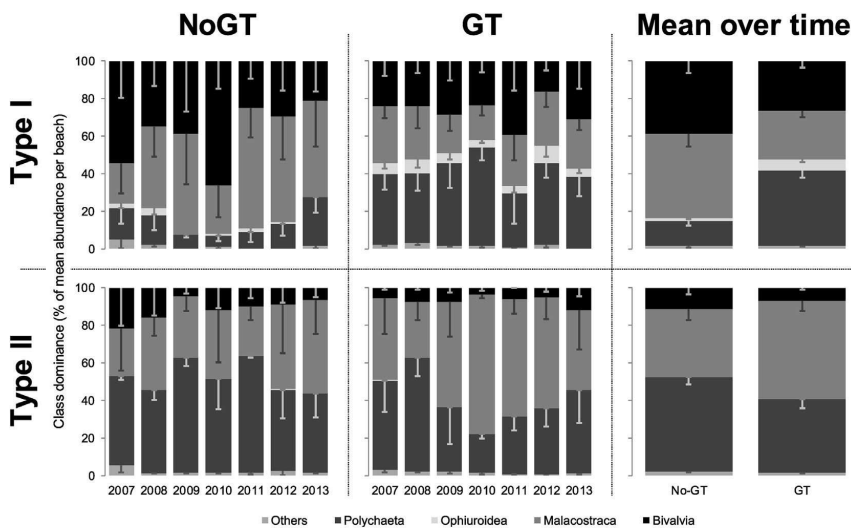 NoGT GT Mean over time
Type I
Type II
Class dominance (% of mean abundance per beach)
100
80
60
40
20
0
100
80
60
40
20
0
2007 2008 2009 2010 2011 2012 2013
2007 2008 2009 2010 2011 2012 2013
No-GT GT
Others Polychaeta Ophiuroidea Malacostraca Bivalvia